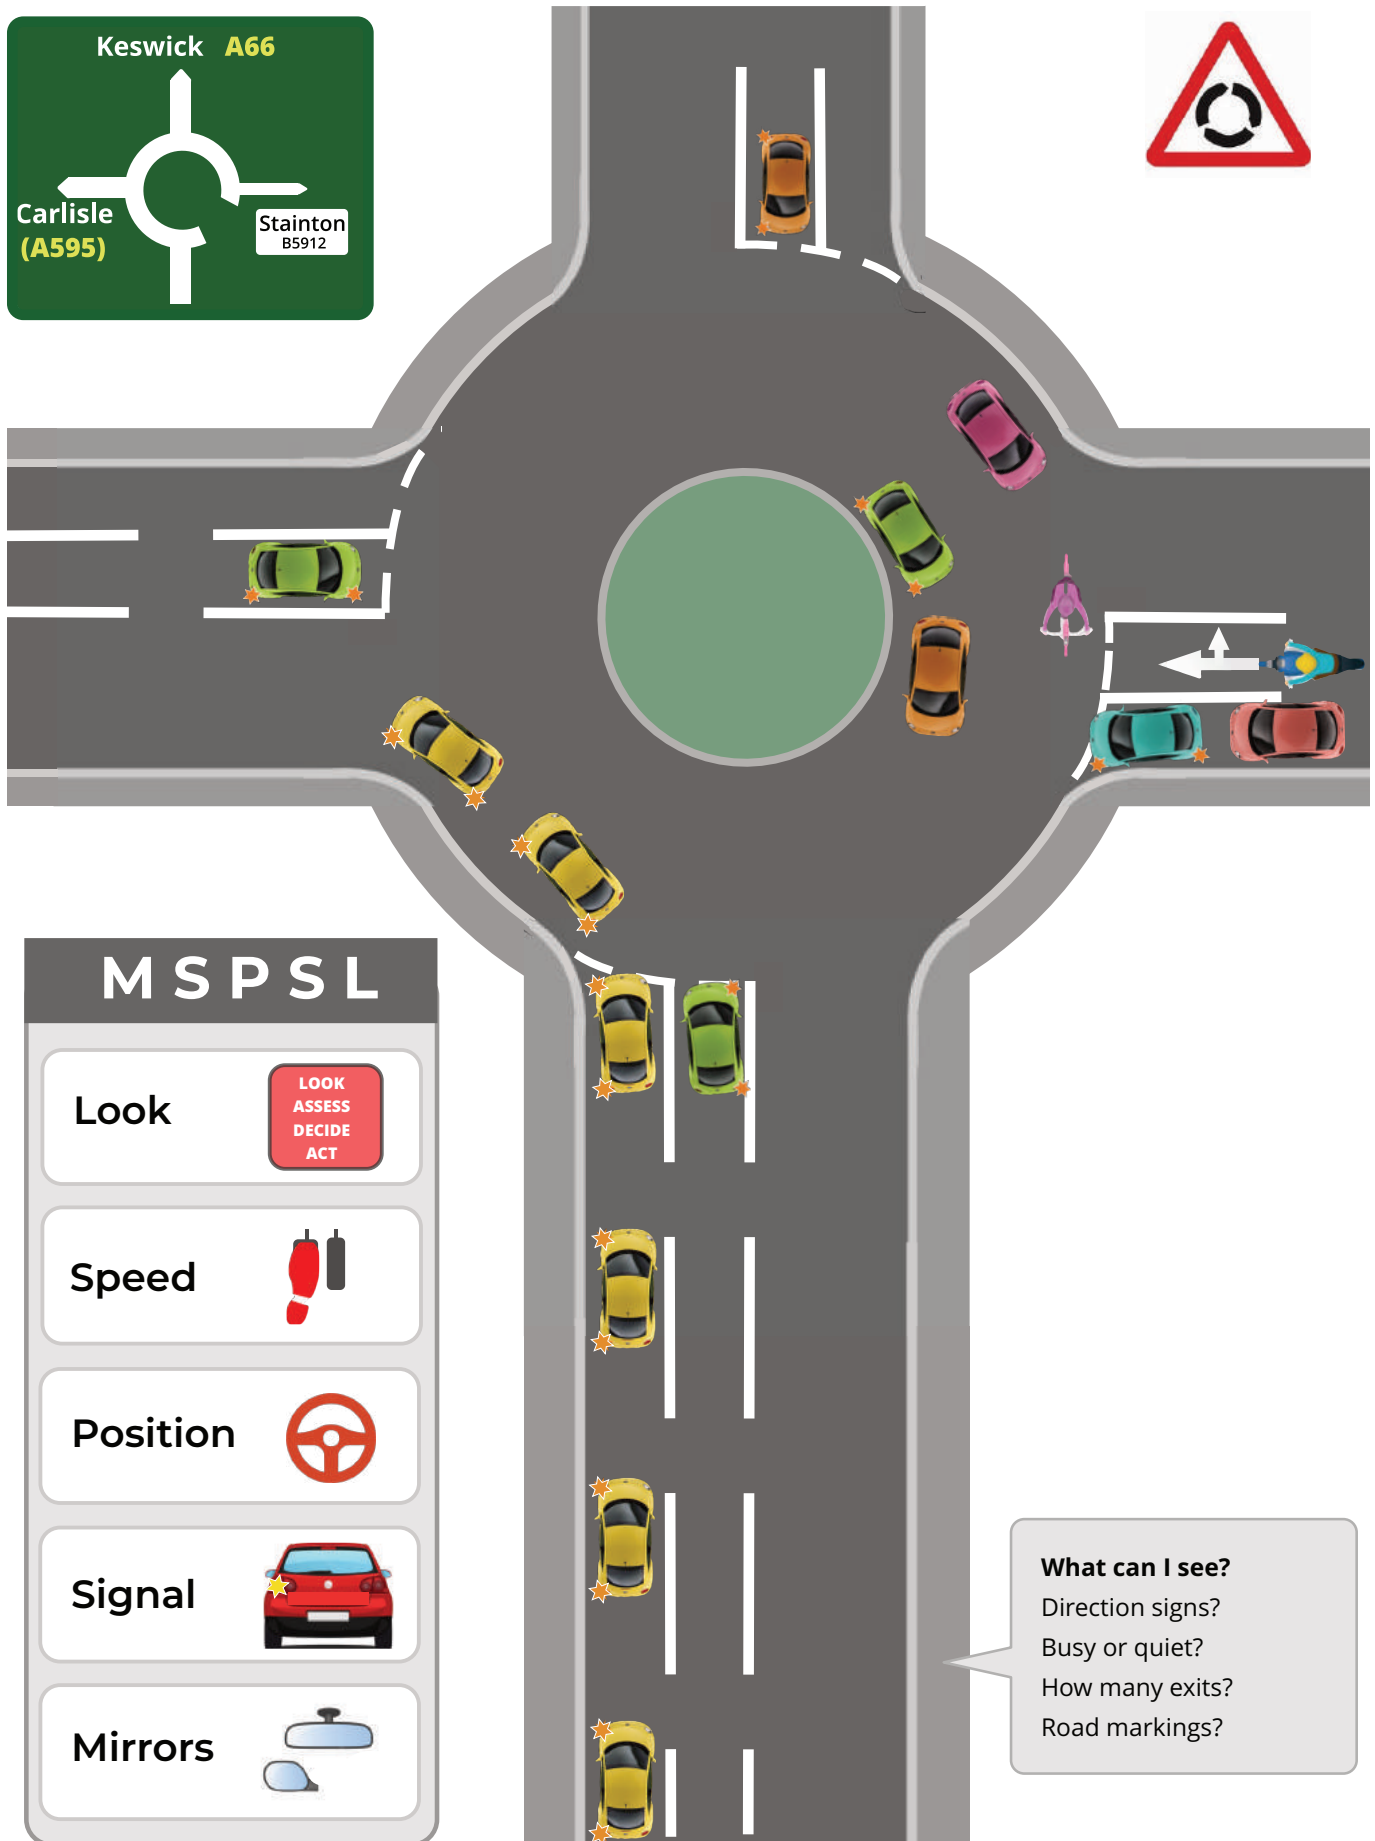 Keswick A66
Carlisle
(A595)
Stainton
B5912
M S P S L
Look
LOOK
ASSESS
DECIDE
ACT
Speed
Position
Signal
Mirrors
What can I see?
Direction signs?
Busy or quiet?
How many exits?
Road markings?